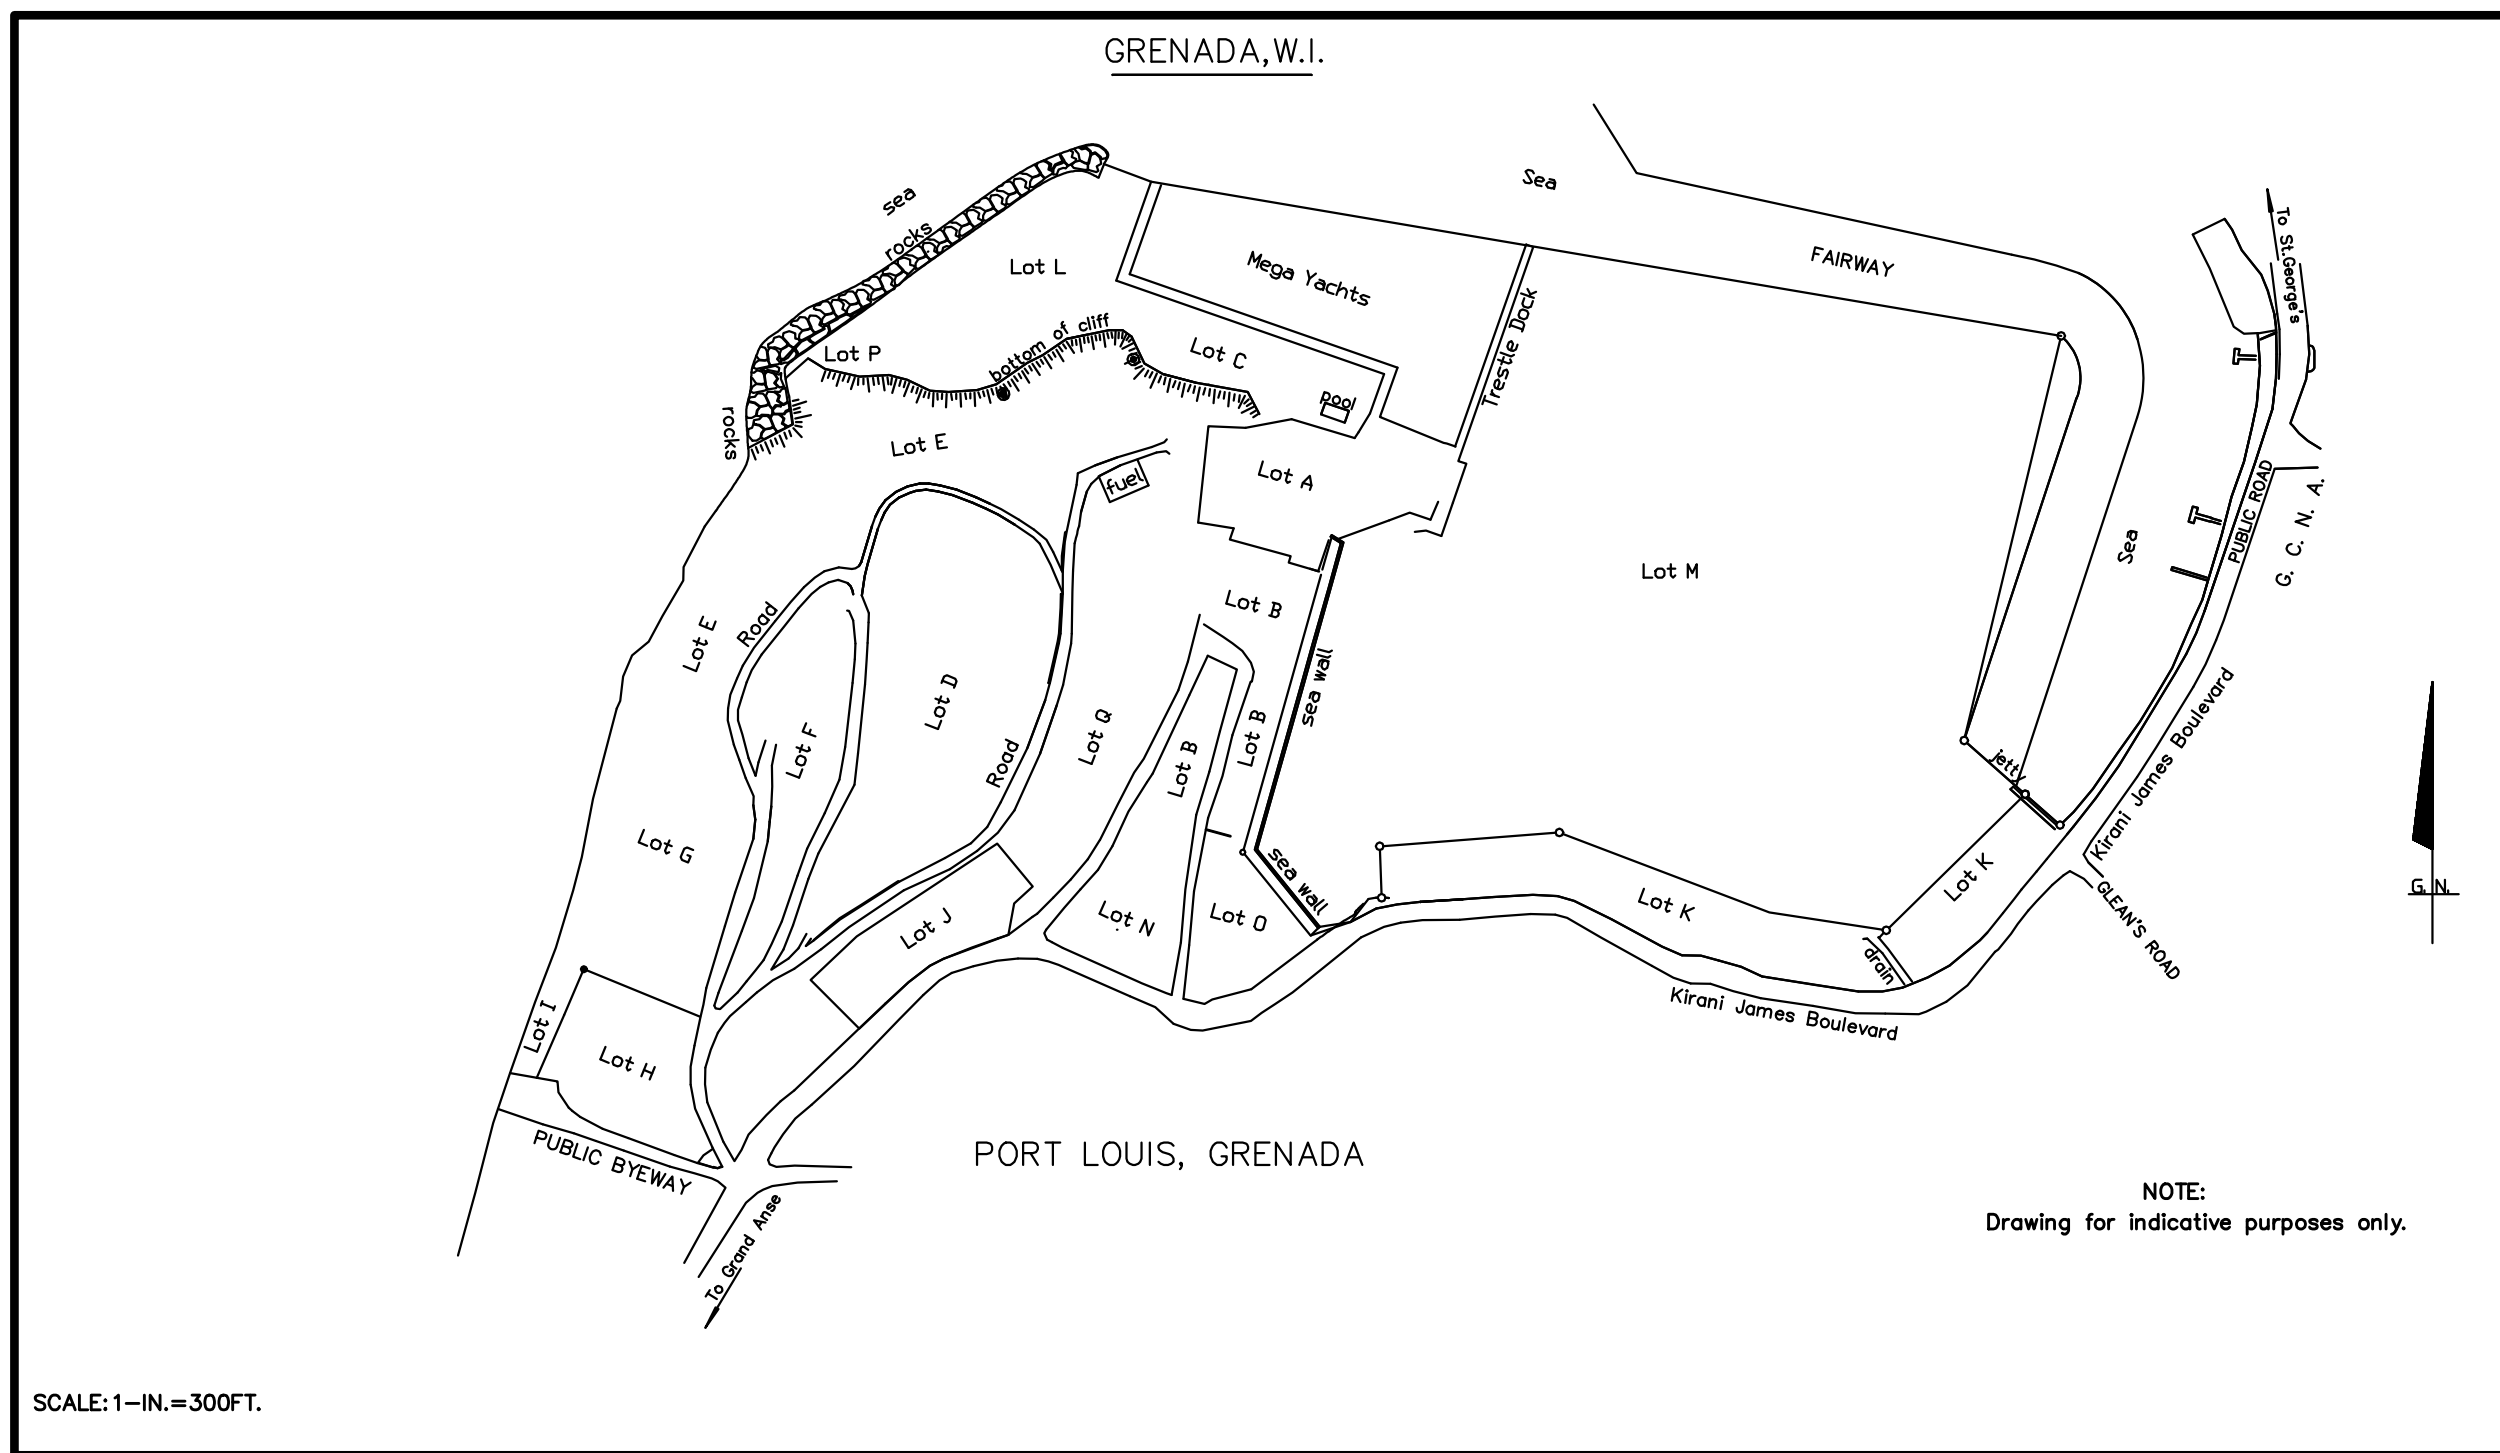 GRENADA,W.I.
Sea
sea
rocks
Lot L
Mega Yachts
FAIRWAY
To St.George's
Trestle Dock
bottom of cliff
Lot P
Lot C
pool
rocks
Lot E
fuel
Lot A
PUBLIC ROAD
G. C. N. A.
Sea
Lot M
Lot B
Road
Lot E
sea wall
Lot D
Lot Q
Lot B
Lot B
Lot F
Road
jetty
Kirani James Boulevard
Lot G
sea wall
Lot K
Lot K
GLEAN'S ROAD
G. N.
Lot J
Lot N
Lot O
drain
Kirani James Boulevard
Lot I
Lot H
PUBLIC BYEWAY
PORT LOUIS, GRENADA
To Grand Anse
NOTE:
Drawing for indicative purposes only.
SCALE: 1-IN.=300FT.